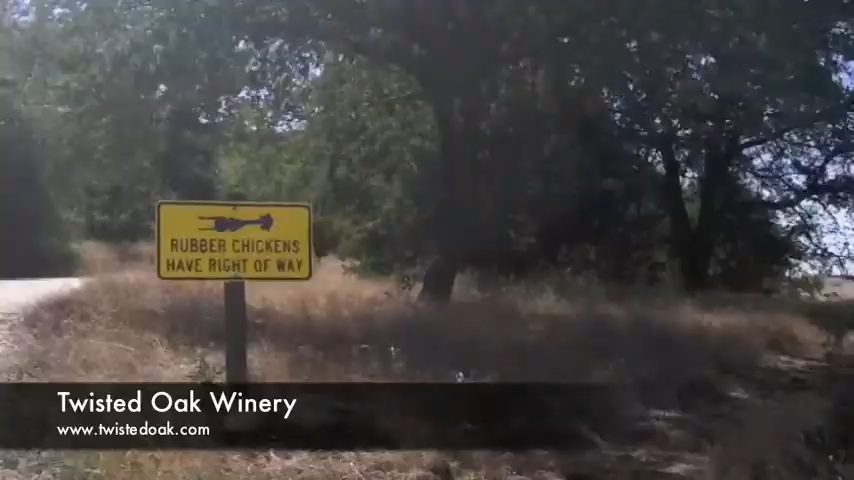 RUBBER CHICKENS
HAVE RIGHT OF WAY
Twisted Oak Winery
www.twistedoak.com